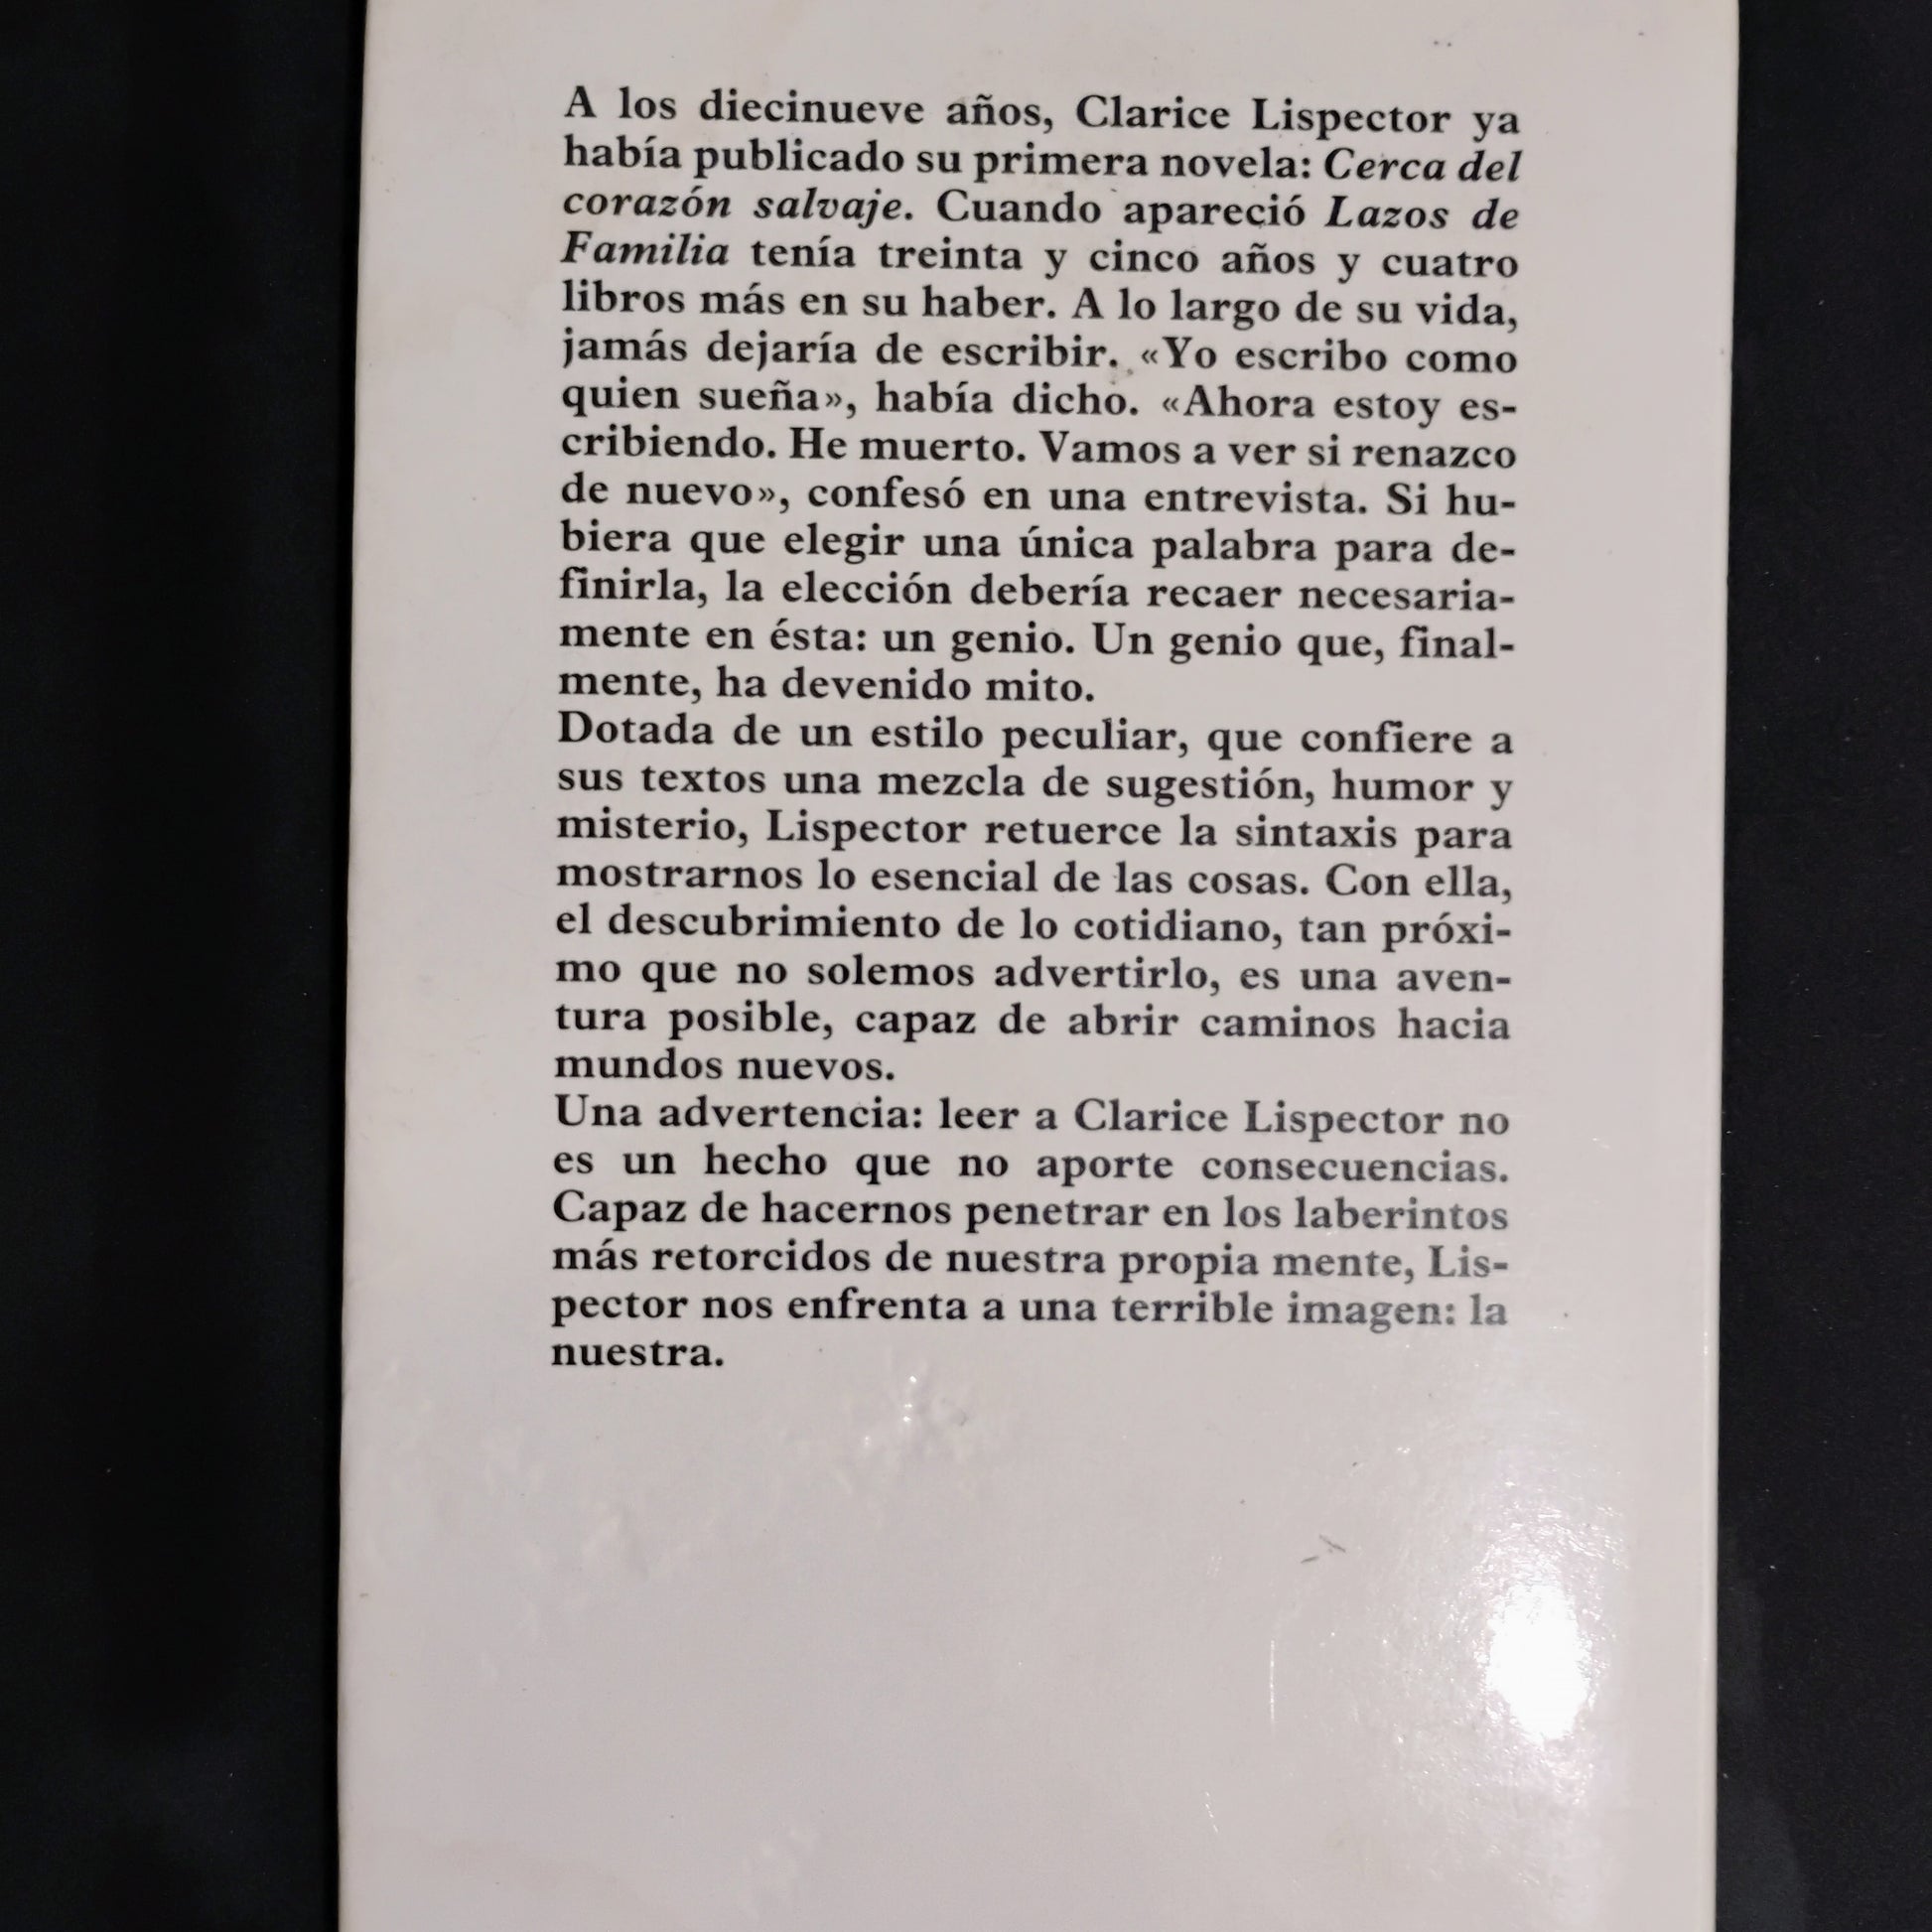 A los diecinueve años, Clarice Lispector ya
había publicado su primera novela: Cerca del
corazón salvaje. Cuando apareció Lazos de
Familia tenía treinta y cinco años y cuatro
libros más en su haber. A lo largo de su vida,
jamás dejaría de escribir. «Yo escribo como
quien sueña», había dicho. «Ahora estoy es-
cribiendo. He muerto. Vamos a ver si renazco
de nuevo», confesó en una entrevista. Si hu-
biera que elegir una única palabra para de-
finirla, la elección debería recaer necesaria-
mente en ésta: un genio. Un genio que, final-
mente, ha devenido mito.
Dotada de un estilo peculiar, que confiere a
sus textos una mezcla de sugestión, humor y
misterio, Lispector retuerce la sintaxis para
mostrarnos lo esencial de las cosas. Con ella,
el descubrimiento de lo cotidiano, tan próxi-
mo que no solemos advertirlo, es una aven-
tura posible, capaz de abrir caminos hacia
mundos nuevos.
Una advertencia: leer a Clarice Lispector no
es un hecho que no aporte consecuencias.
Capaz de hacernos penetrar en los laberintos
más retorcidos de nuestra propia mente, Lis-
pector nos enfrenta a una terrible imagen: la
nuestra.